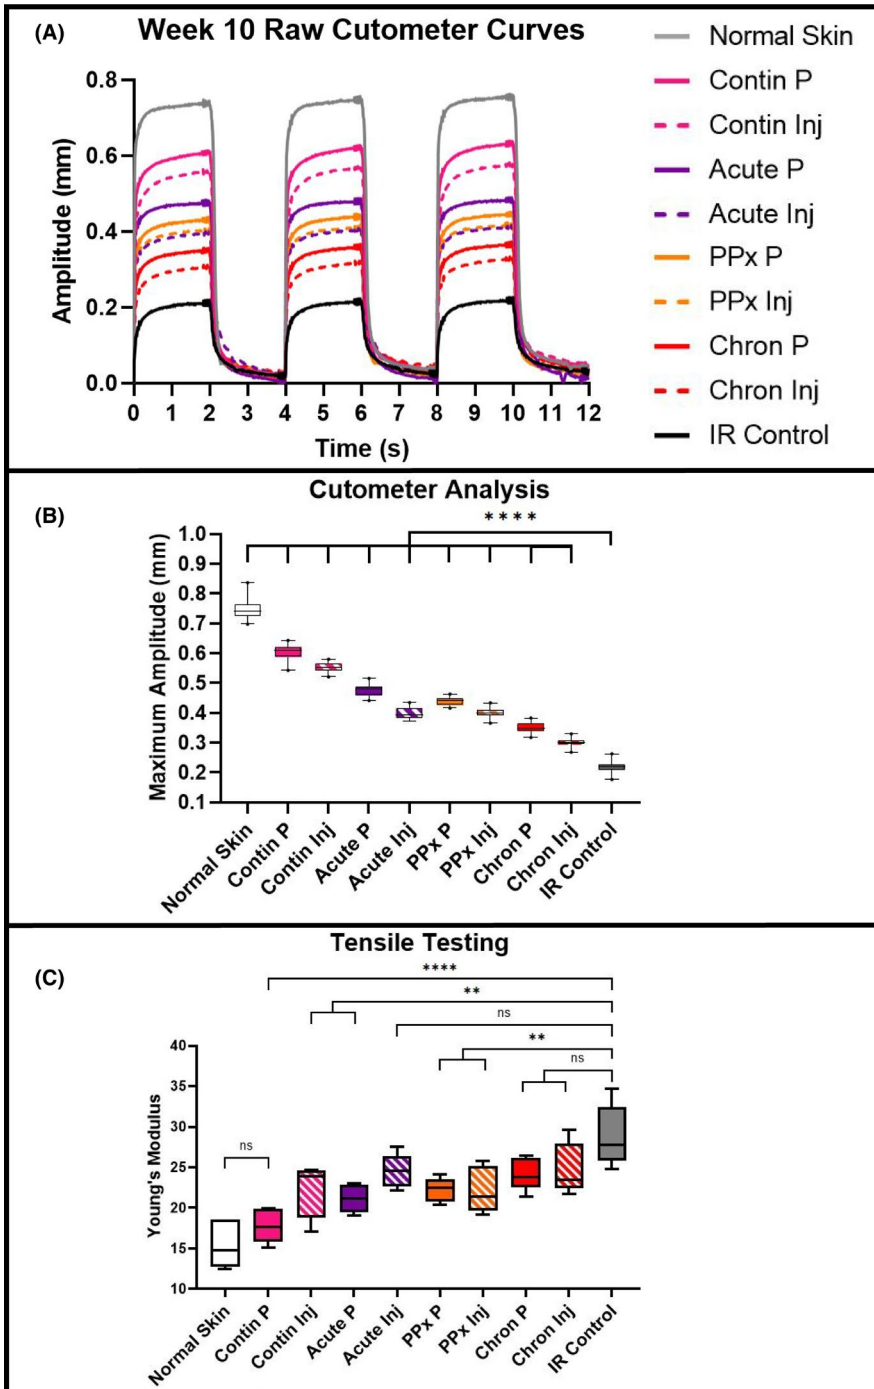 (A)
Week 10 Raw Cutometer Curves
Amplitude (mm)
0.8
0.6
0.4
0.2
0.0
0 1 2 3 4 5 6 7 8 9 10 11 12
Time (s)
Normal Skin
Contin P
Contin Inj
Acute P
Acute Inj
PPx P
PPx Inj
Chron P
Chron Inj
IR Control
(B)
Cutometer Analysis
Maximum Amplitude (mm)
1.0
0.9
0.8
0.7
0.6
0.5
0.4
0.3
0.2
0.1
****
Normal Skin
Contin P
Contin Inj
Acute P
Acute Inj
PPx P
PPx Inj
Chron P
Chron Inj
IR Control
(C)
Tensile Testing
****
**
ns
**
ns
ns
Young's Modulus
40
35
30
25
20
15
10
Normal Skin
Contin P
Contin Inj
Acute P
Acute Inj
PPx P
PPx Inj
Chron P
Chron Inj
IR Control